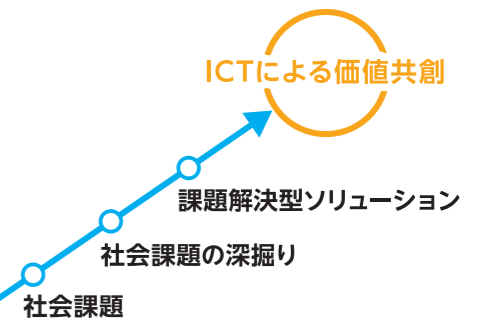 ICTによる価値共創
課題解決型ソリューション
社会課題の深掘り
社会課題